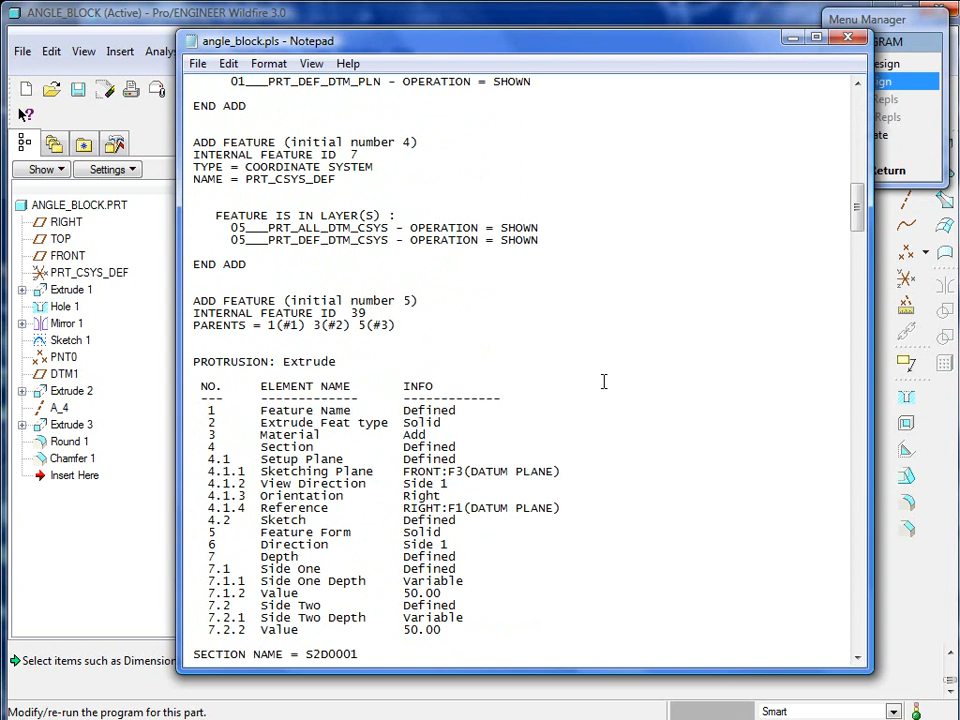 ANGLE_BLOCK (Active) - Pro/ENGINEER Wildfire 3.0
Menu Manager
File Edit View Insert Analys
angle_block.pls - Notepad
File Edit Format View Help
01___PRT_DEF_DTM_PLN - OPERATION = SHOWN
END ADD
ADD FEATURE (initial number 4)
INTERNAL FEATURE ID 7
TYPE = COORDINATE SYSTEM
NAME = PRT_CSYS_DEF
FEATURE IS IN LAYER(S) :
05___PRT_ALL_DTM_CSYS - OPERATION = SHOWN
05___PRT_DEF_DTM_CSYS - OPERATION = SHOWN
END ADD
ADD FEATURE (initial number 5)
INTERNAL FEATURE ID 39
PARENTS = 1(#1) 3(#2) 5(#3)
PROTRUSION: Extrude
NO. ELEMENT NAME INFO
--- ------------- -------------
1 Feature Name Defined
2 Extrude Feat type Solid
3 Material Add
4 Section Defined
4.1 Setup Plane Defined
4.1.1 Sketching Plane FRONT:F3(DATUM PLANE)
4.1.2 View Direction Side 1
4.1.3 Orientation Right
4.1.4 Reference RIGHT:F1(DATUM PLANE)
4.2 Sketch Defined
5 Feature Form Solid
6 Direction Side 1
7 Depth Defined
7.1 Side One Defined
7.1.1 Side One Depth Variable
7.1.2 Value 50.00
7.2 Side Two Defined
7.2.1 Side Two Depth Variable
7.2.2 Value 50.00
SECTION NAME = S2D0001
GRAM
esign
ign
Repls
Repls
ate
Return
Show
Settings
ANGLE_BLOCK.PRT
RIGHT
TOP
FRONT
PRT_CSYS_DEF
Extrude 1
Hole 1
Mirror 1
Sketch 1
PNT0
DTM1
Extrude 2
A_4
Extrude 3
Round 1
Chamfer 1
Insert Here
Select items such as Dimension
Modify/re-run the program for this part.
Smart